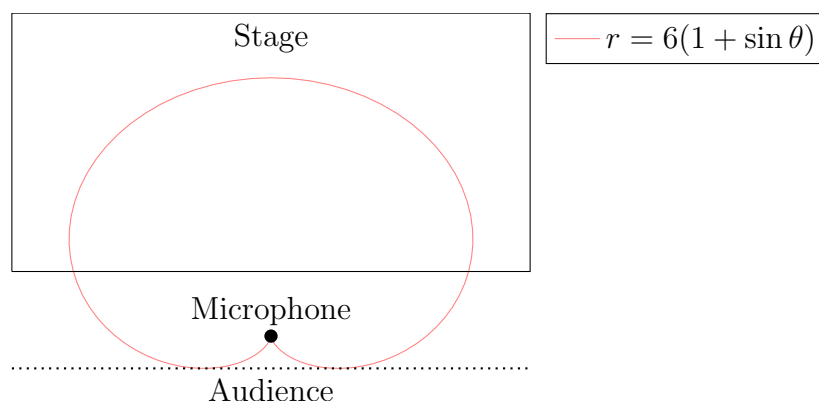 Stage
r = 6(1 + sin θ)
Microphone
Audience